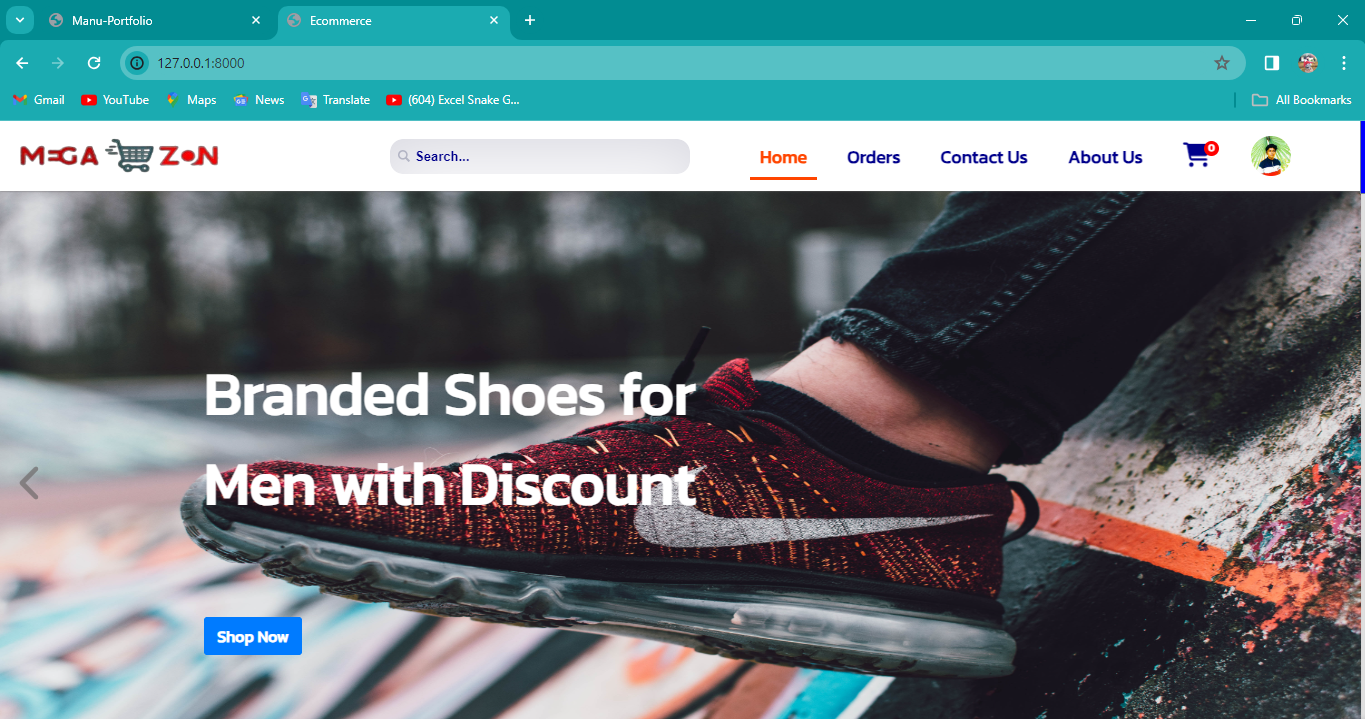 Manu-Portfolio
Ecommerce
127.0.0.1:8000
Gmail
YouTube
Maps
News
Translate
(604) Excel Snake G...
All Bookmarks
MEGA ZON
Search...
Home
Orders
Contact Us
About Us
0
Branded Shoes for
Men with Discount
Shop Now